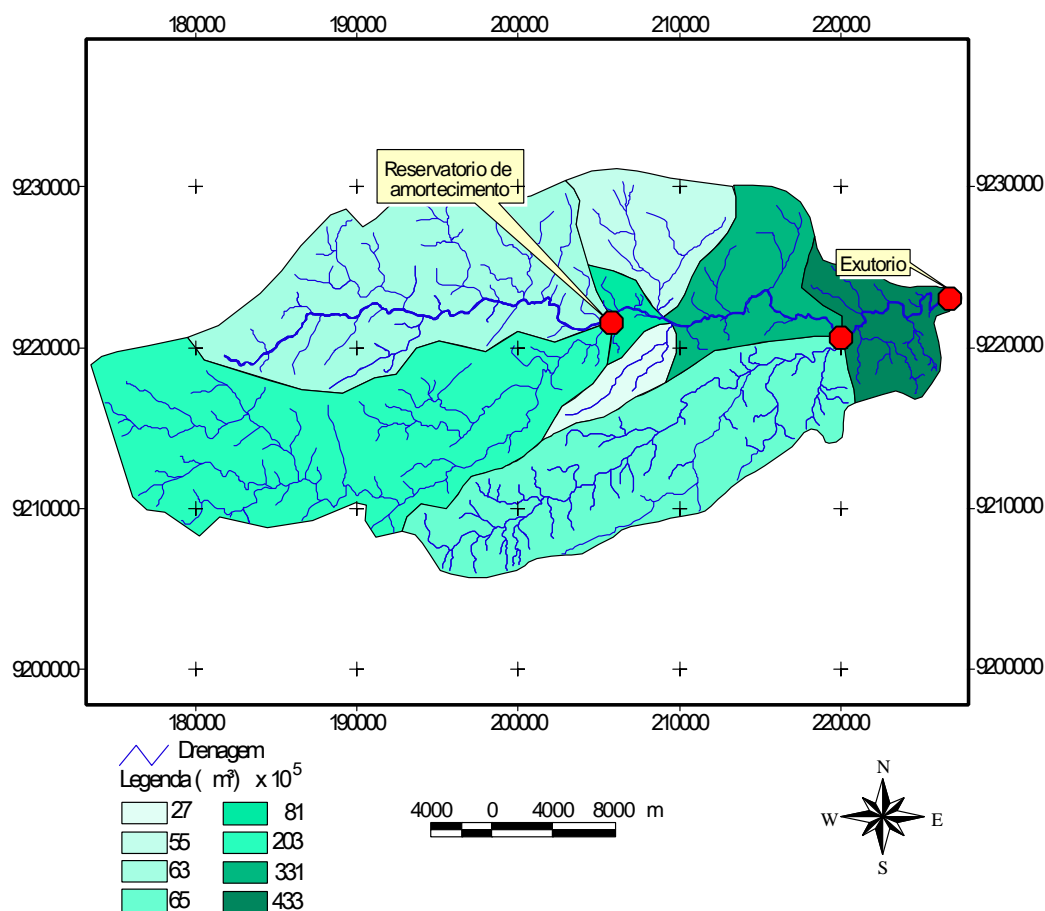 180000 190000 200000 210000 220000
9230000 9230000
Reservatorio de
amortecimento
Exutorio
9220000 9220000
9210000 9210000
9200000 9200000
180000 190000 200000 210000 220000
Drenagem
Legenda ( m³) x 10⁵
27 81
55 203
63 331
65 433
4000 0 4000 8000 m
N
W E
S